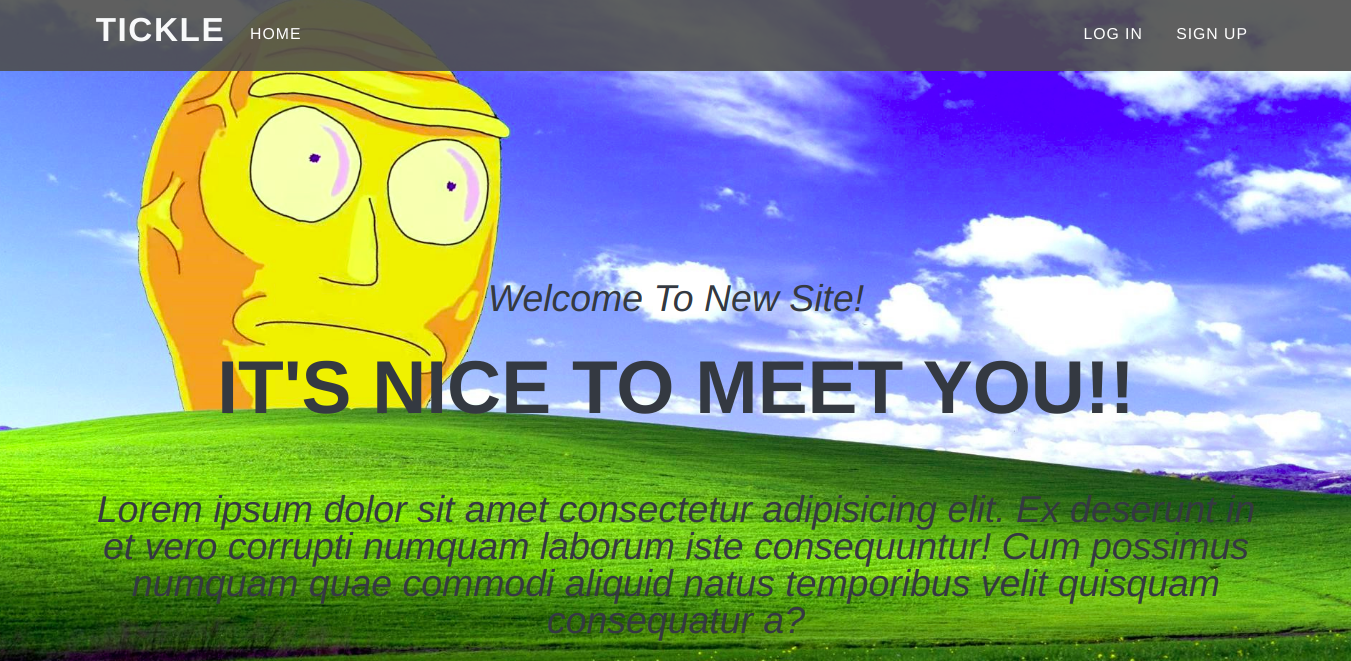 TICKLE HOME LOG IN SIGN UP
Welcome To New Site!
IT'S NICE TO MEET YOU!!
Lorem ipsum dolor sit amet consectetur adipisicing elit. Ex deserunt in
et vero corrupti numquam laborum iste consequuntur! Cum possimus
numquam quae commodi aliquid natus temporibus velit quisquam
consequatur a?